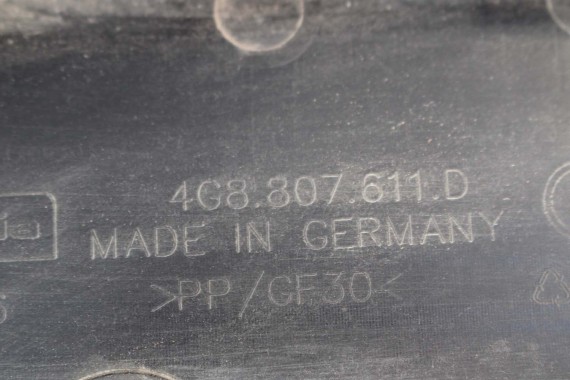 4G8.807.611.D
MADE IN GERMANY
>PP/GF30<